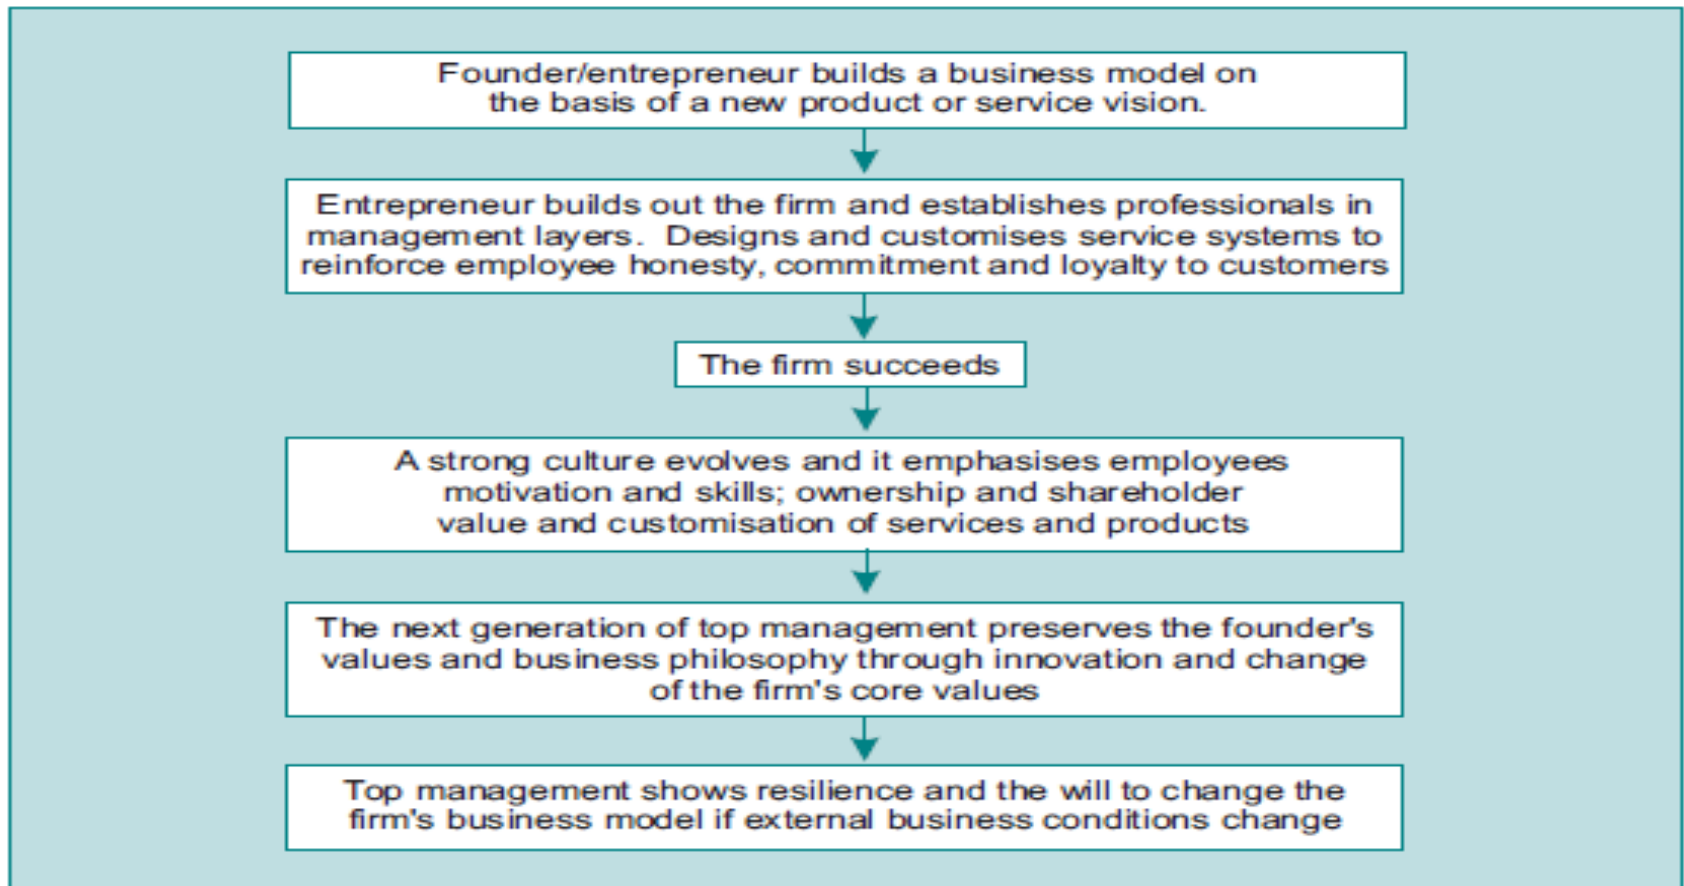 Founder/entrepreneur builds a business model on
the basis of a new product or service vision.
Entrepreneur builds out the firm and establishes professionals in
management layers.  Designs and customises service systems to
reinforce employee honesty, commitment and loyalty to customers
The firm succeeds
A strong culture evolves and it emphasises employees
motivation and skills; ownership and shareholder
value and customisation of services and products
The next generation of top management preserves the founder's
values and business philosophy through innovation and change
of the firm's core values
Top management shows resilience and the will to change the
firm's business model if external business conditions change